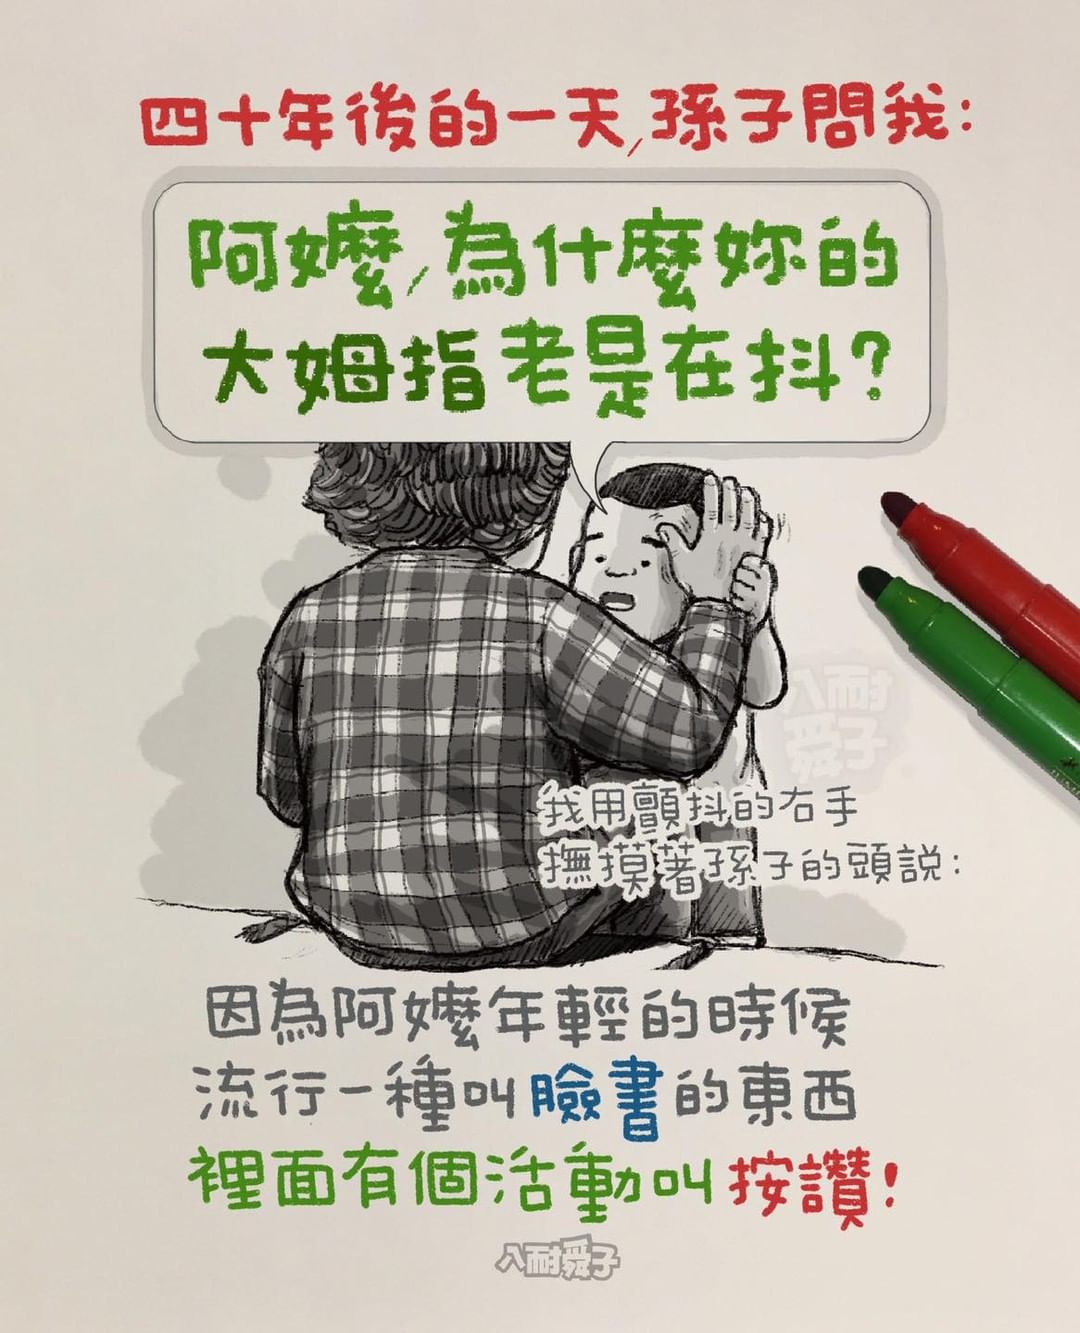 四十年後的一天,孫子問我:
阿嬤,為什麼妳的
大姆指老是在抖?
我用顫抖的右手
撫摸著孫子的頭說:
因為阿嬤年輕的時候
流行一種叫臉書的東西
裡面有個活動叫按讚!
八耐舜子
八耐舜子